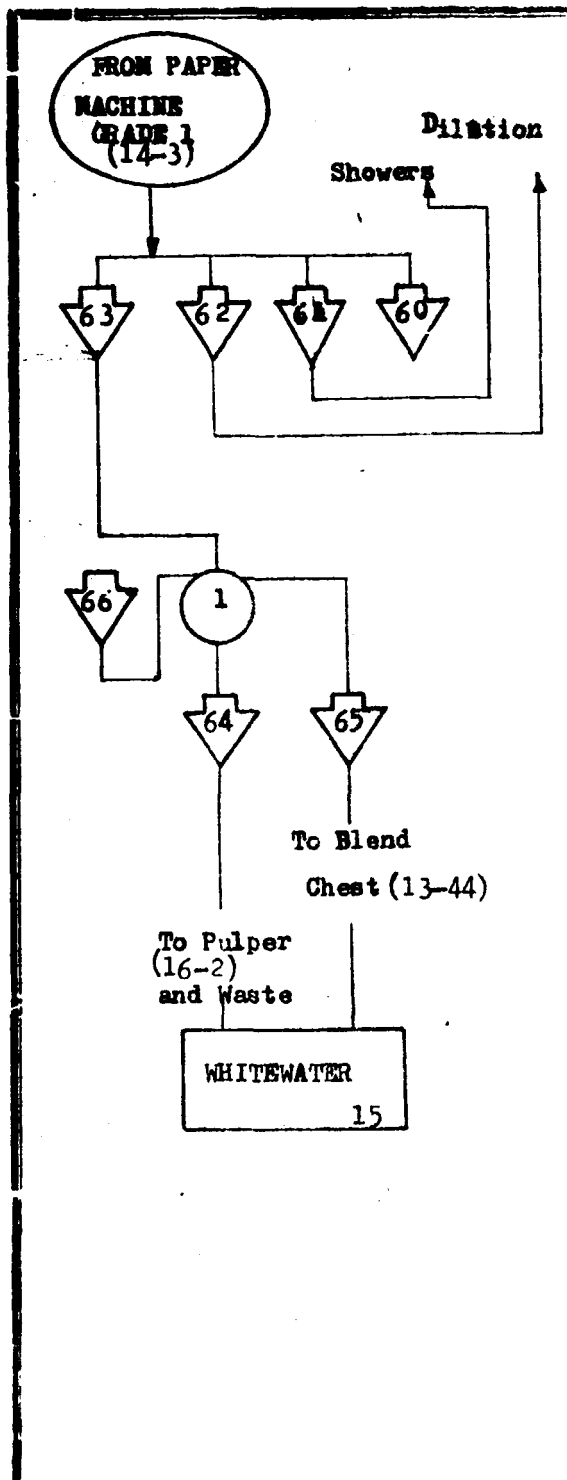 FROM PAPER
MACHINE
GRADE 1
(14-3)
Dilution
Showers
63
62
61
60
66
1
64
65
To Blend
Chest (13-44)
To Pulper
(16-2)
and Waste
WHITEWATER
15